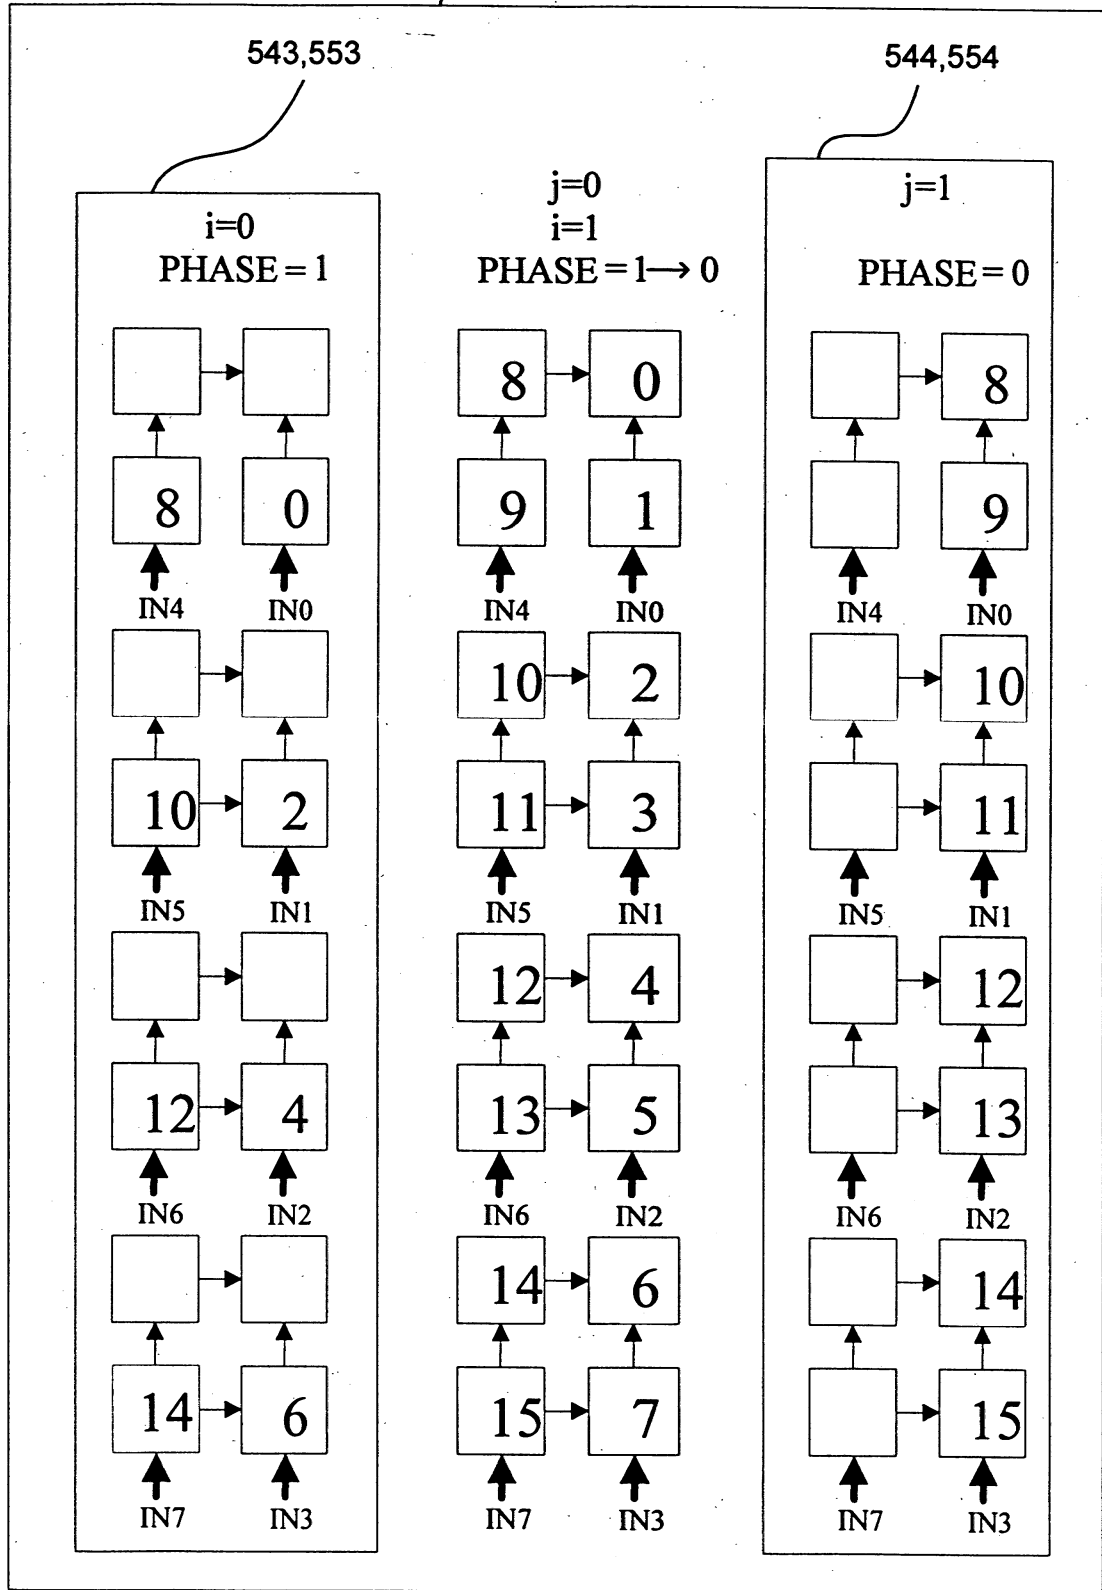 543,553
544,554
i=0
PHASE = 1
j=0
i=1
PHASE = 1→ 0
j=1
PHASE = 0
8 0
8 0
9 1
8
9
IN4 IN0
IN4 IN0
IN4 IN0
10 2
10
10 2
11 3
11
IN5 IN1
IN5 IN1
IN5 IN1
12 4
12
12 4
13 5
13
IN6 IN2
IN6 IN2
IN6 IN2
14 6
14
14 6
15 7
15
IN7 IN3
IN7 IN3
IN7 IN3